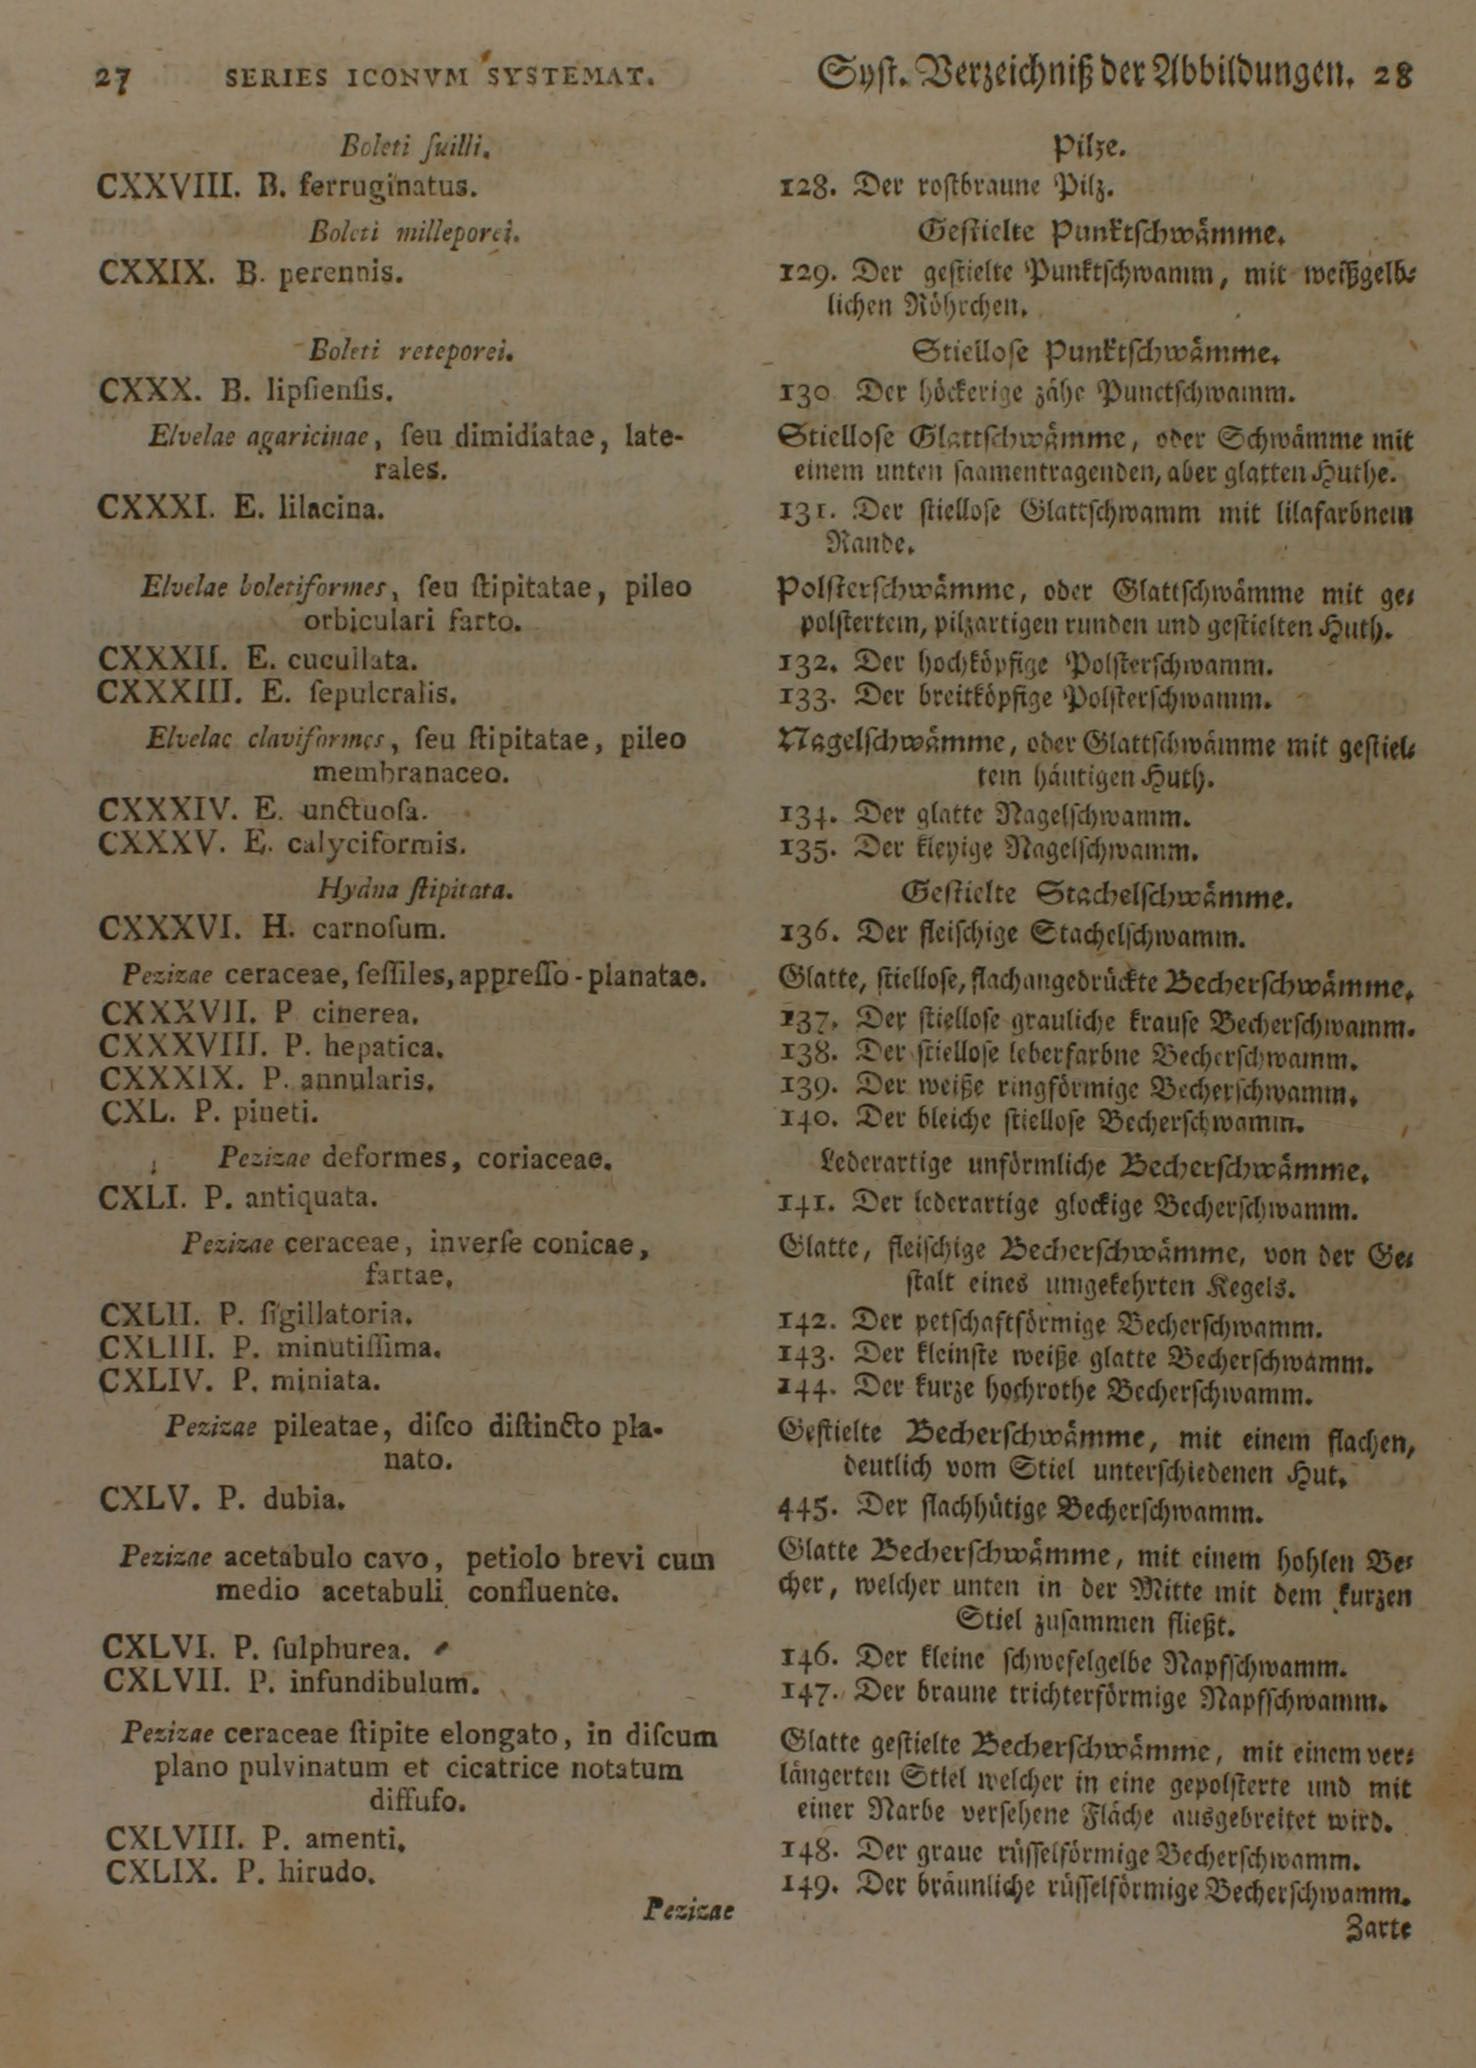 27 SERIES ICONVM SYSTEMAT.
Boleti ſuilli.
CXXVIII. B. ferruginatus.
Boleti milleporei.
CXXIX. B. perennis.
Boleti reteporei.
CXXX. B. lipſienſis.
Elvelae agaricinae, ſeu dimidiatae, late-
rales.
CXXXI. E. lilacina.
Elvelae boletiformes, ſeu ſtipitatae, pileo
orbiculari farto.
CXXXII. E. cucullata.
CXXXIII. E. ſepulcralis.
Elvelae claviformes, ſeu ſtipitatae, pileo
membranaceo.
CXXXIV. E. unctuoſa.
CXXXV. E. calyciformis.
Hydna ſtipitata.
CXXXVI. H. carnoſum.
Pezizae ceraceae, ſeſſiles, appreſſo-planatae.
CXXXVII. P cinerea.
CXXXVIII. P. hepatica.
CXXXIX. P. annularis.
CXL. P. pineti.
Pezizae deformes, coriaceae.
CXLI. P. antiquata.
Pezizae ceraceae, inverſe conicae,
fartae.
CXLII. P. ſigillatoria.
CXLIII. P. minutiſſima.
CXLIV. P. miniata.
Pezizae pileatae, diſco diſtincto pla-
nato.
CXLV. P. dubia.
Pezizae acetabulo cavo, petiolo brevi cum
medio acetabuli confluente.
CXLVI. P. ſulphurea.
CXLVII. P. infundibulum.
Pezizae ceraceae ſtipite elongato, in diſcum
plano pulvinatum et cicatrice notatum
diffuſo.
CXLVIII. P. amenti.
CXLIX. P. hirudo.
Pezizae
Syſt. Verzeichniß der Abbildungen. 28
Pilze.
128. Der roſtbraune Pilz.
Geſtielte Punktſchwämme.
129. Der geſtielte Punktſchwamm, mit weißgelb-
lichen Röhrchen.
Stielloſe Punktſchwämme.
130 Der höckerige zähe Punctſchwamm.
Stielloſe Glattſchwämme, oder Schwämme mit
einem unten ſaamentragenden, aber glatten Huthe.
131. Der ſtielloſe Glattſchwamm mit lilafarbnem
Rande.
Polſterſchwämme, oder Glattſchwämme mit ge-
polſtertem, pilzartigen runden und geſtielten Huth.
132. Der hochköpfige Polſterſchwamm.
133. Der breitköpfige Polſterſchwamm.
Nagelſchwämme, oder Glattſchwämme mit geſtiel-
tem häutigen Huth.
134. Der glatte Nagelſchwamm.
135. Der kleyige Nagelſchwamm.
Geſtielte Stachelſchwämme.
136. Der fleiſchige Stachelſchwamm.
Glatte, ſtielloſe, flachangedrückte Becherſchwämme.
137. Der ſtielloſe grauliche krauſe Becherſchwamm.
138. Der ſtielloſe leberfarbne Becherſchwamm.
139. Der weiße ringförmige Becherſchwamm.
140. Der bleiche ſtielloſe Becherſchwamm.
Lederartige unförmliche Becherſchwämme.
141. Der lederartige glockige Becherſchwamm.
Glatte, fleiſchige Becherſchwämme, von der Ge-
ſtalt eines umgekehrten Kegels.
142. Der petſchaftförmige Becherſchwamm.
143. Der kleinſte weiße glatte Becherſchwamm.
144. Der kurze hochrothe Becherſchwamm.
Geſtielte Becherſchwämme, mit einem flachen,
deutlich vom Stiel unterſchiedenen Hut.
445. Der flachhütige Becherſchwamm.
Glatte Becherſchwämme, mit einem hohlen Be-
cher, welcher unten in der Mitte mit dem kurzen
Stiel zuſammen fließt.
146. Der kleine ſchwefelgelbe Napfſchwamm.
147. Der braune trichterförmige Napfſchwamm.
Glatte geſtielte Becherſchwämme, mit einem ver-
längerten Stiel welcher in eine gepolſterte und mit
einer Narbe verſehene Fläche ausgebreitet wird.
148. Der graue rüſſelförmige Becherſchwamm.
149. Der bräunliche rüſſelförmige Becherſchwamm.
Zarte